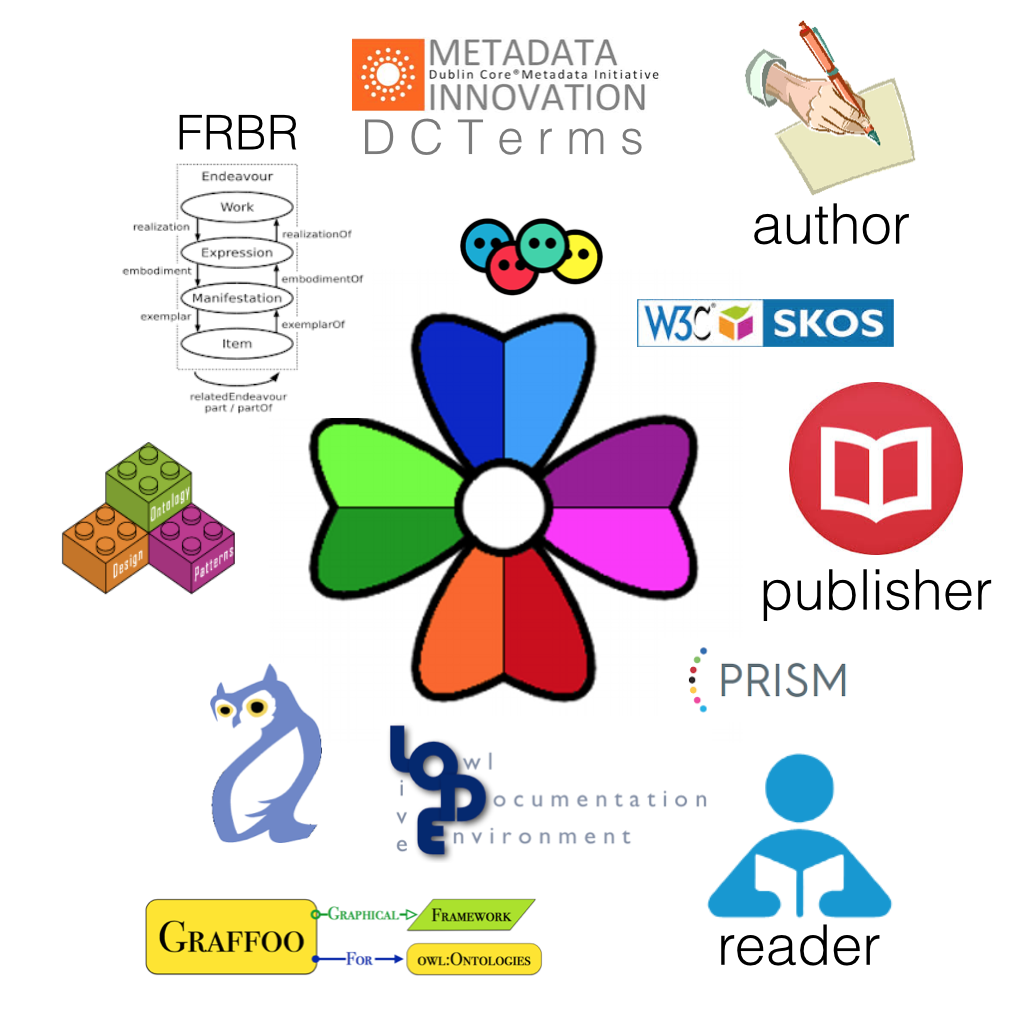 METADATA
Dublin Core®Metadata Initiative
INNOVATION
DCTerms
FRBR
Endeavour
Work
realization
realizationOf
Expression
embodiment
embodimentOf
Manifestation
exemplar
exemplarOf
Item
relatedEndeavour
part / partOf
author
W3C® SKOS
publisher
Ontology
Design
Patterns
PRISM
Live
Owl
Documentation
Environment
reader
GRAFFOO
GRAPHICAL
FRAMEWORK
FOR
OWL:ONTOLOGIES